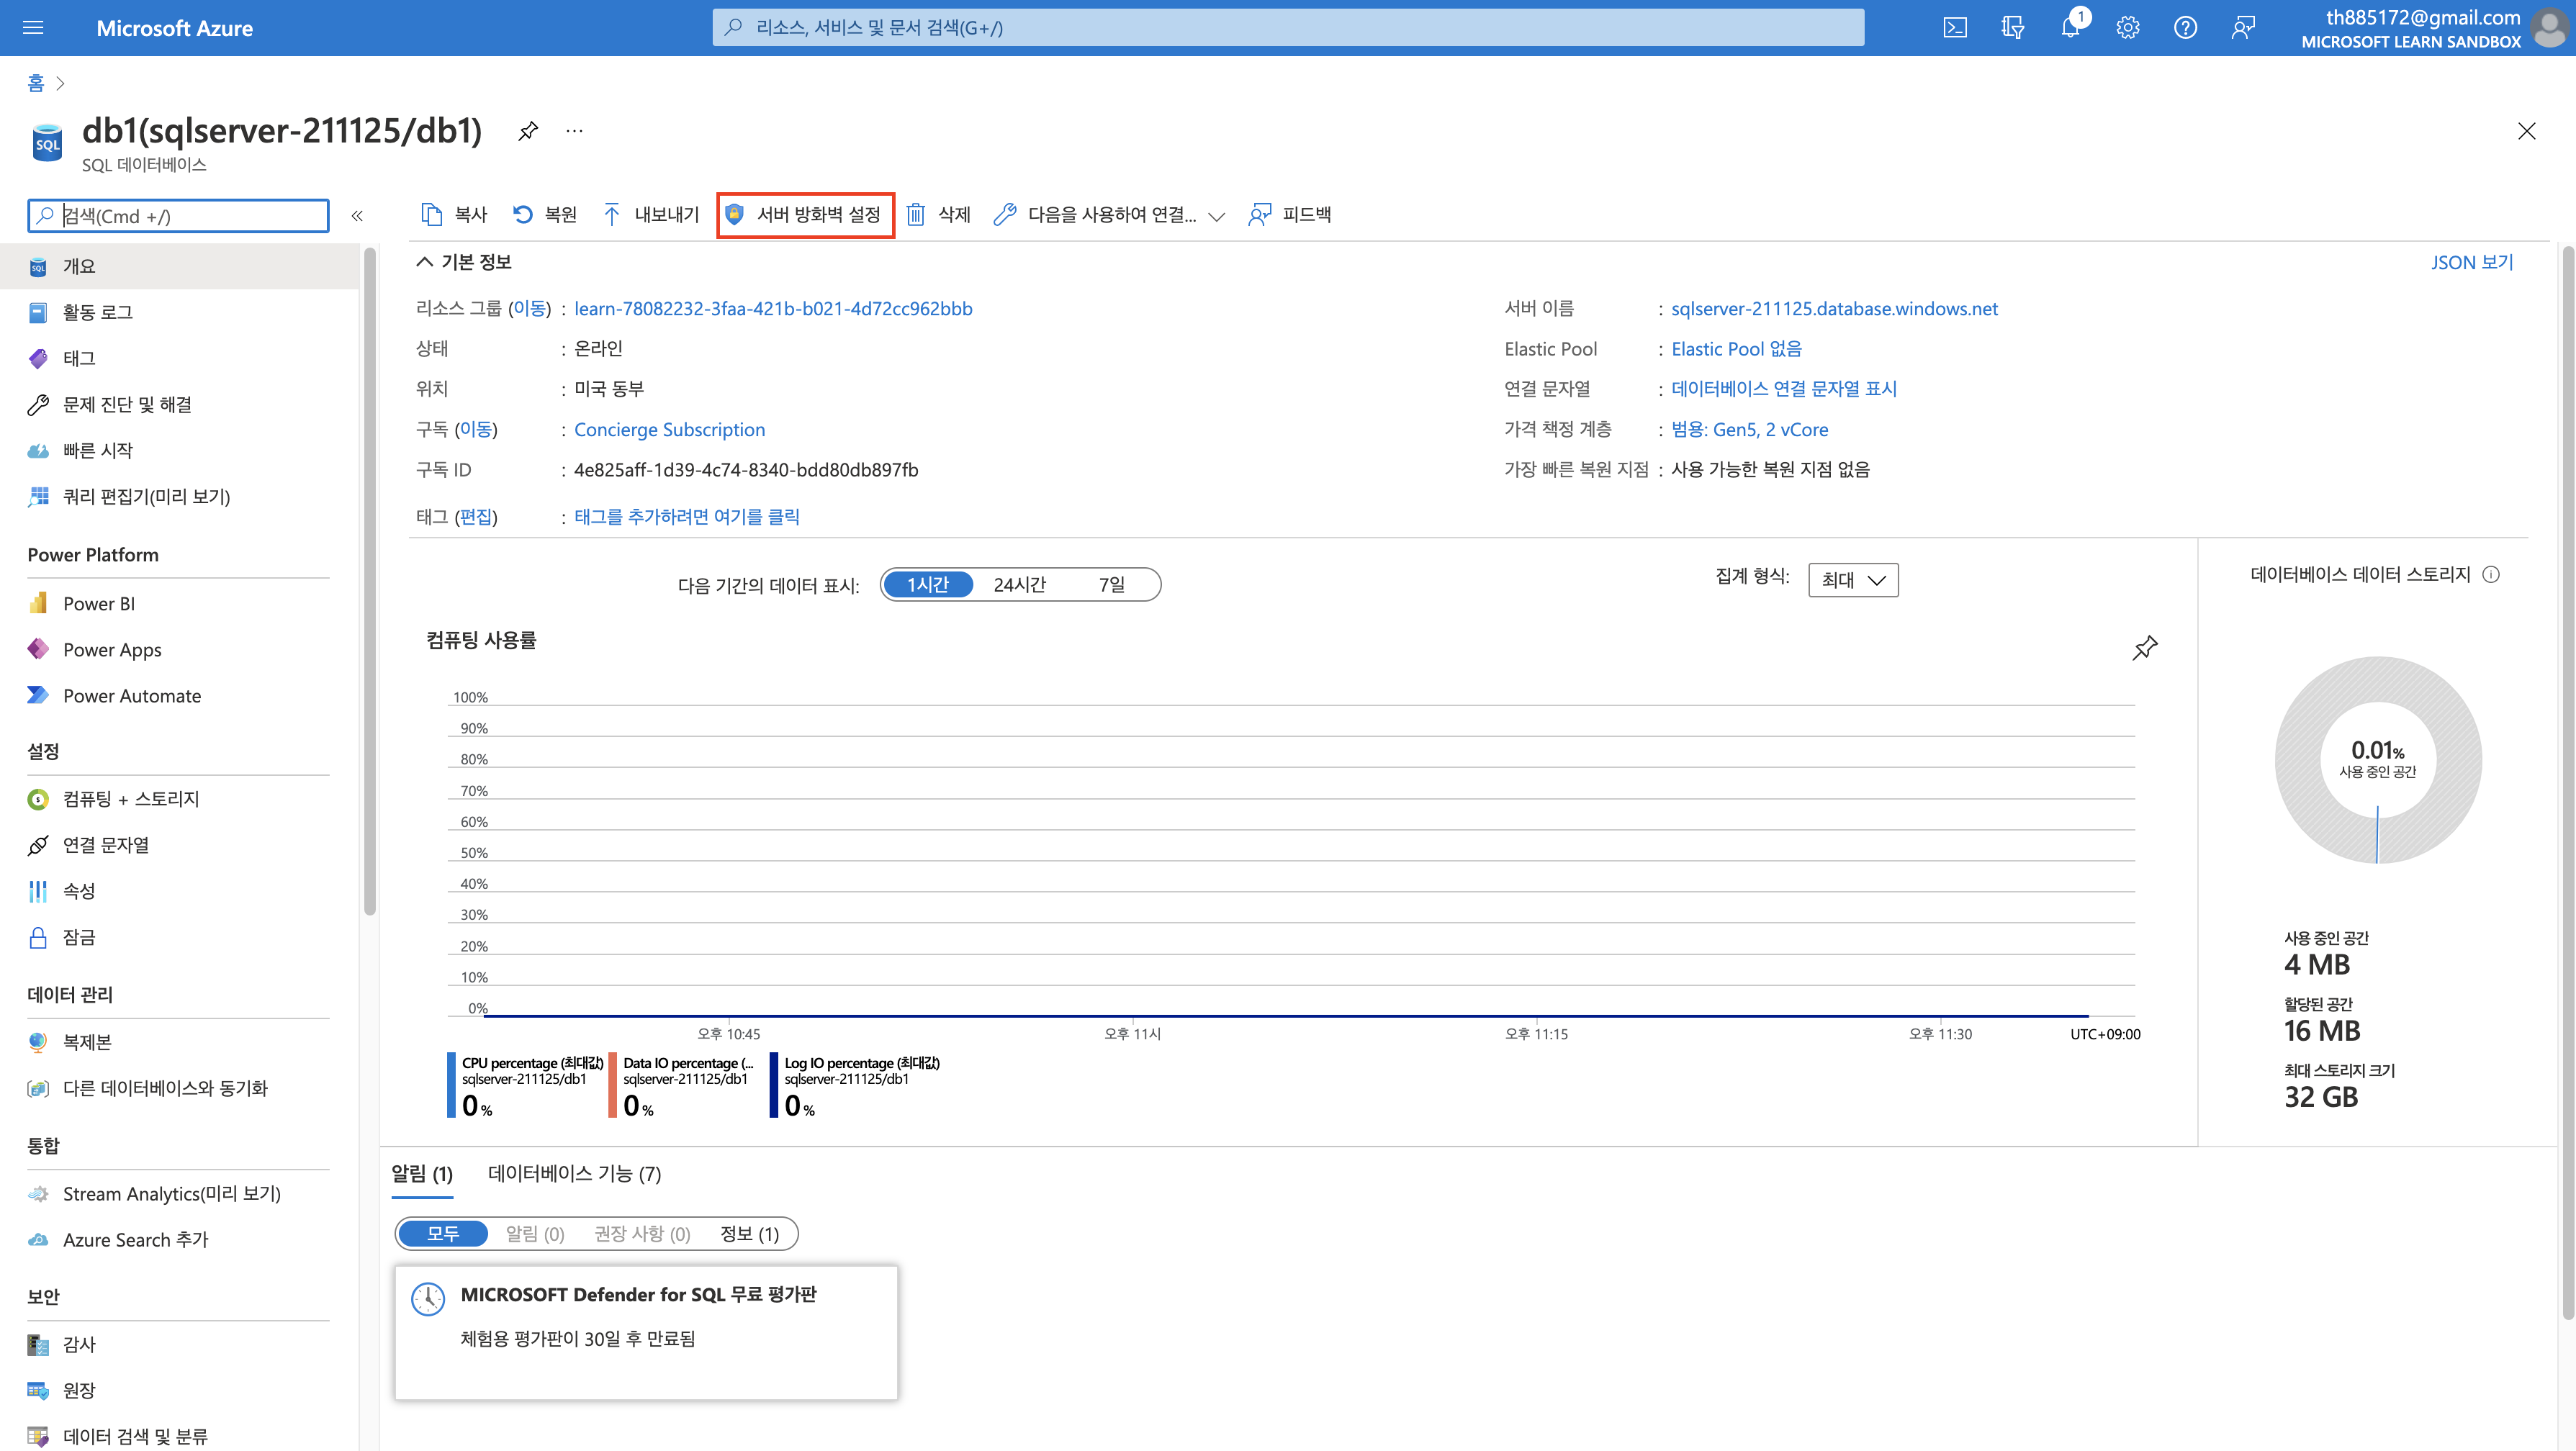 Microsoft Azure
리소스, 서비스 및 문서 검색(G+/)
1
th885172@gmail.com
MICROSOFT LEARN SANDBOX
홈
db1(sqlserver-211125/db1)
SQL 데이터베이스
검색(Cmd +/)
복사
복원
내보내기
서버 방화벽 설정
삭제
다음을 사용하여 연결...
피드백
개요
활동 로그
태그
문제 진단 및 해결
빠른 시작
쿼리 편집기(미리 보기)
Power Platform
Power BI
Power Apps
Power Automate
설정
컴퓨팅 + 스토리지
연결 문자열
속성
잠금
데이터 관리
복제본
다른 데이터베이스와 동기화
통합
Stream Analytics(미리 보기)
Azure Search 추가
보안
감사
원장
데이터 검색 및 분류
기본 정보
JSON 보기
리소스 그룹 (이동) : learn-78082232-3faa-421b-b021-4d72cc962bbb
상태 : 온라인
위치 : 미국 동부
구독 (이동) : Concierge Subscription
구독 ID : 4e825aff-1d39-4c74-8340-bdd80db897fb
태그 (편집) : 태그를 추가하려면 여기를 클릭
서버 이름 : sqlserver-211125.database.windows.net
Elastic Pool : Elastic Pool 없음
연결 문자열 : 데이터베이스 연결 문자열 표시
가격 책정 계층 : 범용: Gen5, 2 vCore
가장 빠른 복원 지점 : 사용 가능한 복원 지점 없음
다음 기간의 데이터 표시: 1시간 24시간 7일
집계 형식: 최대
컴퓨팅 사용률
100%
90%
80%
70%
60%
50%
40%
30%
20%
10%
0%
오후 10:45 오후 11시 오후 11:15 오후 11:30 UTC+09:00
CPU percentage (최대값)
sqlserver-211125/db1
0 %
Data IO percentage (...
sqlserver-211125/db1
0 %
Log IO percentage (최대값)
sqlserver-211125/db1
0 %
데이터베이스 데이터 스토리지
0.01%
사용 중인 공간
사용 중인 공간
4 MB
할당된 공간
16 MB
최대 스토리지 크기
32 GB
알림 (1) 데이터베이스 기능 (7)
모두 알림 (0) 권장 사항 (0) 정보 (1)
MICROSOFT Defender for SQL 무료 평가판
체험용 평가판이 30일 후 만료됨